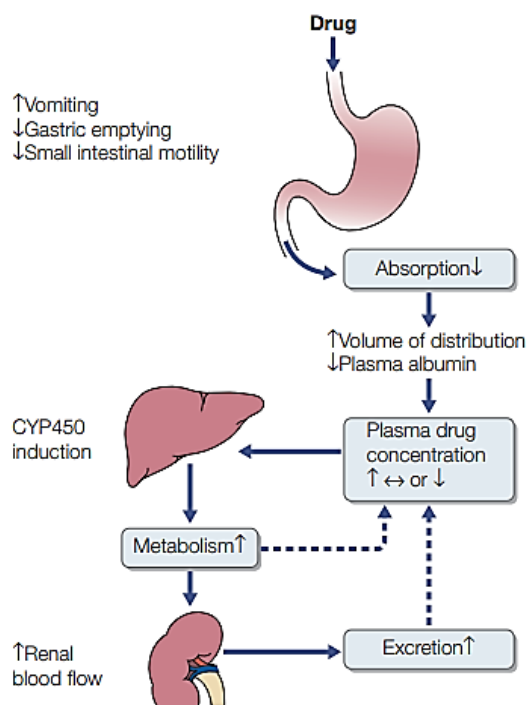 Drug
↑Vomiting
↓Gastric emptying
↓Small intestinal motility
Absorption↓
↑Volume of distribution
↓Plasma albumin
CYP450
induction
Plasma drug
concentration
↑ ↔ or ↓
Metabolism↑
↑Renal
blood flow
Excretion↑